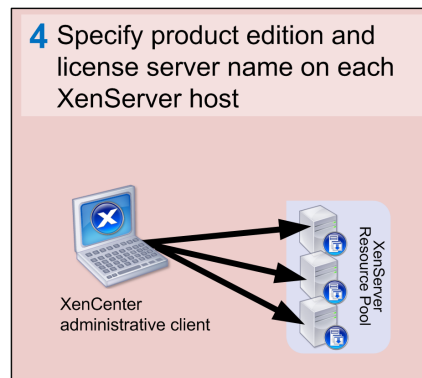 4 Specify product edition and
license server name on each
XenServer host
XenServer
Resource Pool
XenCenter
administrative client